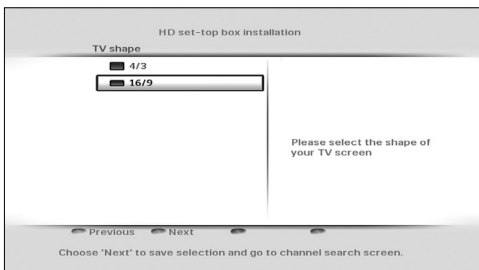 HD set-top box installation
TV shape
4/3
16/9
Please select the shape of
your TV screen
Previous Next
Choose 'Next' to save selection and go to channel search screen.